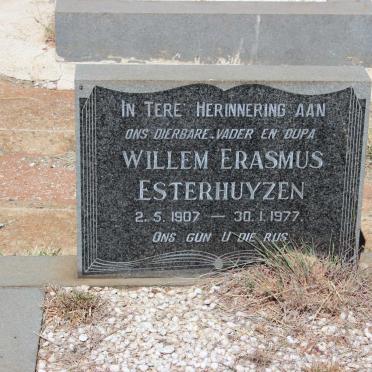 IN TERE HERINNERING AAN
ONS DIERBARE VADER EN OUPA
WILLEM ERASMUS
ESTERHUYZEN
2.5.1907 — 30.1.1977.
ONS GUN U DIE RUS